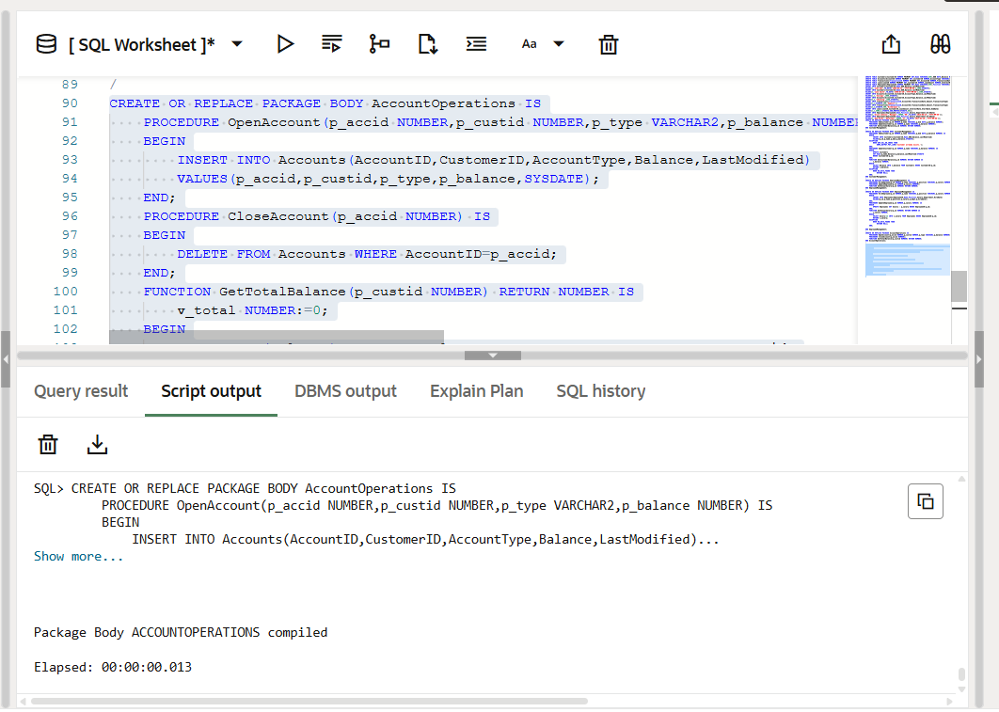 [ SQL Worksheet ]*
Aa
89 /
90 CREATE OR REPLACE PACKAGE BODY AccountOperations IS
91 PROCEDURE OpenAccount(p_accid NUMBER,p_custid NUMBER,p_type VARCHAR2,p_balance NUMBE
92 BEGIN
93 INSERT INTO Accounts(AccountID,CustomerID,AccountType,Balance,LastModified)
94 VALUES(p_accid,p_custid,p_type,p_balance,SYSDATE);
95 END;
96 PROCEDURE CloseAccount(p_accid NUMBER) IS
97 BEGIN
98 DELETE FROM Accounts WHERE AccountID=p_accid;
99 END;
100 FUNCTION GetTotalBalance(p_custid NUMBER) RETURN NUMBER IS
101 v_total NUMBER:=0;
102 BEGIN
Query result
Script output
DBMS output
Explain Plan
SQL history
SQL> CREATE OR REPLACE PACKAGE BODY AccountOperations IS
PROCEDURE OpenAccount(p_accid NUMBER,p_custid NUMBER,p_type VARCHAR2,p_balance NUMBER) IS
BEGIN
INSERT INTO Accounts(AccountID,CustomerID,AccountType,Balance,LastModified)...
Show more...
Package Body ACCOUNTOPERATIONS compiled
Elapsed: 00:00:00.013